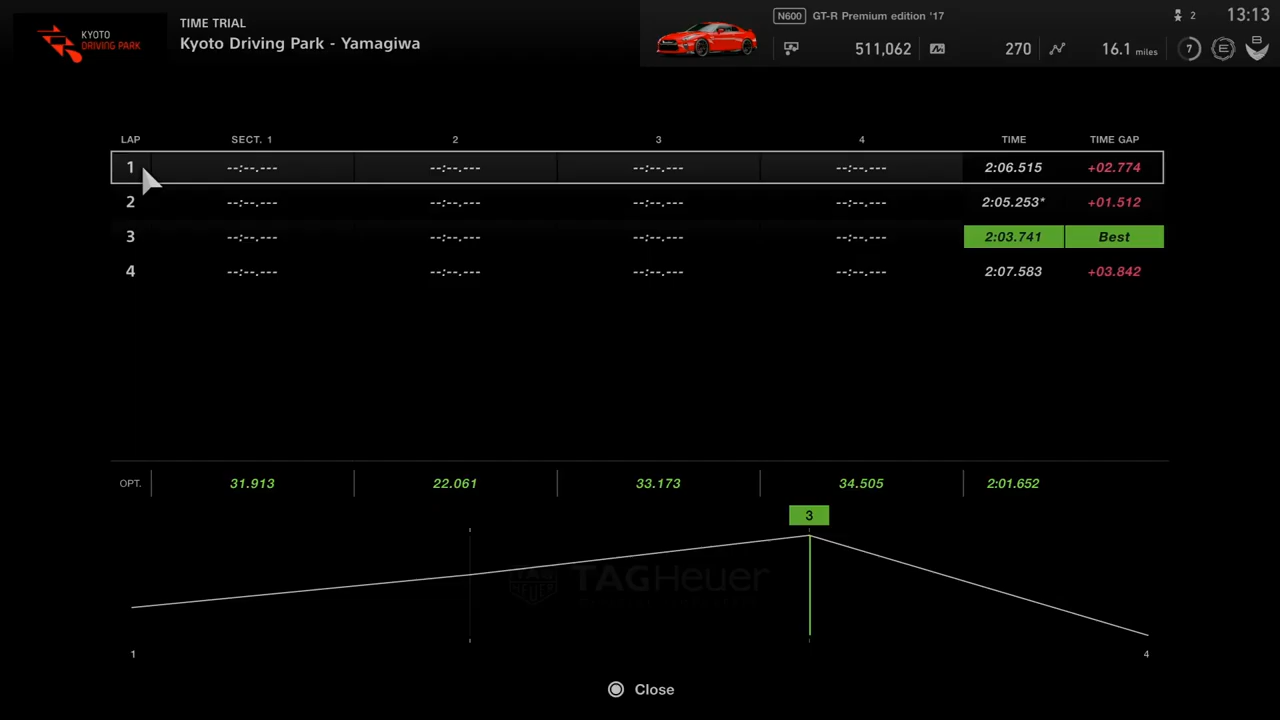 KYOTO
DRIVING PARK
TIME TRIAL
Kyoto Driving Park - Yamagiwa
N600 GT-R Premium edition '17
511,062 270 16.1 miles
2 13:13
7 E B
LAP SECT. 1 2 3 4 TIME TIME GAP
1 --:--.--- --:--.--- --:--.--- --:--.--- 2:06.515 +02.774
2 --:--.--- --:--.--- --:--.--- --:--.--- 2:05.253* +01.512
3 --:--.--- --:--.--- --:--.--- --:--.--- 2:03.741 Best
4 --:--.--- --:--.--- --:--.--- --:--.--- 2:07.583 +03.842
OPT. 31.913 22.061 33.173 34.505 2:01.652
3
TAG HEUER
TAGHeuer
1 4
Close